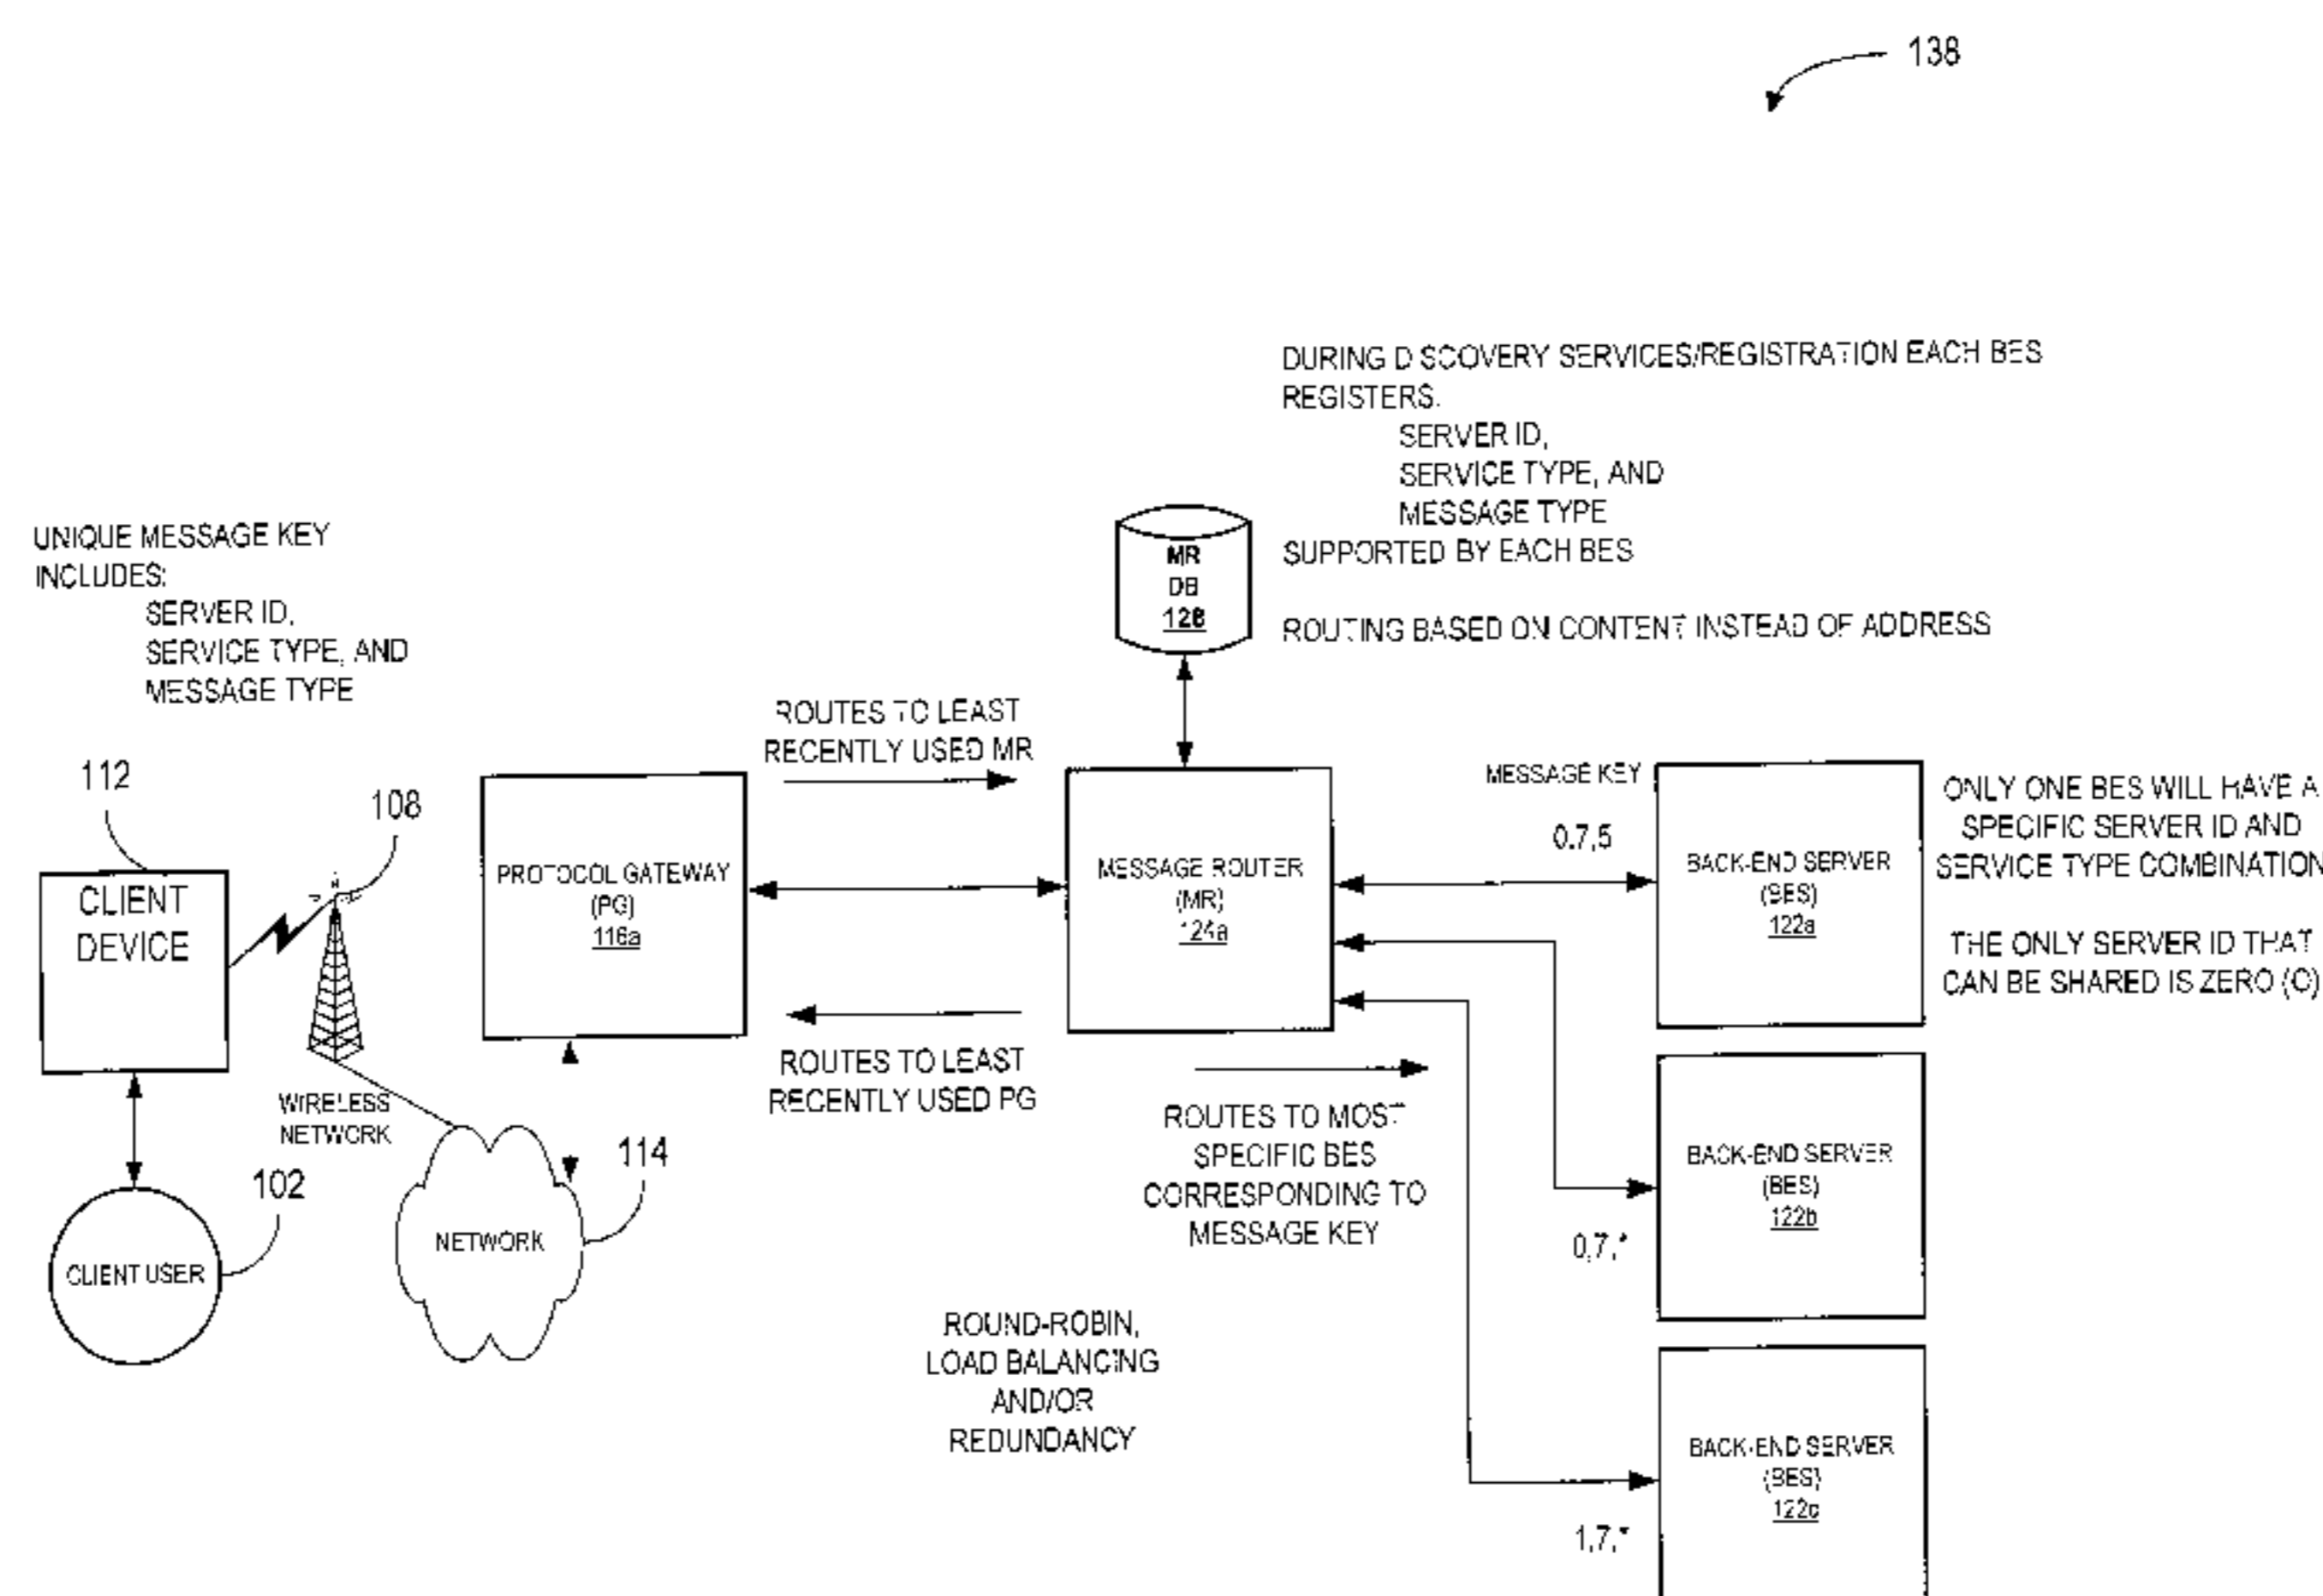 138
DURING DISCOVERY SERVICES/REGISTRATION EACH BES
REGISTERS:
SERVER ID,
SERVICE TYPE, AND
MESSAGE TYPE
SUPPORTED BY EACH BES
ROUTING BASED ON CONTENT INSTEAD OF ADDRESS
MR
DB
128
UNIQUE MESSAGE KEY
INCLUDES:
SERVER ID,
SERVICE TYPE, AND
MESSAGE TYPE
112
108
CLIENT
DEVICE
WIRELESS
NETWORK
102
CLIENT USER
114
NETWORK
PROTOCOL GATEWAY
(PG)
116a
ROUTES TO LEAST
RECENTLY USED MR
ROUTES TO LEAST
RECENTLY USED PG
MESSAGE ROUTER
(MR)
124a
ROUTES TO MOST
SPECIFIC BES
CORRESPONDING TO
MESSAGE KEY
ROUND-ROBIN,
LOAD BALANCING
AND/OR
REDUNDANCY
MESSAGE KEY
0,7,5
BACK-END SERVER
(BES)
122a
ONLY ONE BES WILL HAVE A
SPECIFIC SERVER ID AND
SERVICE TYPE COMBINATION
THE ONLY SERVER ID THAT
CAN BE SHARED IS ZERO (0)
BACK-END SERVER
(BES)
122b
0,7,*
BACK-END SERVER
(BES)
122c
1,7,*